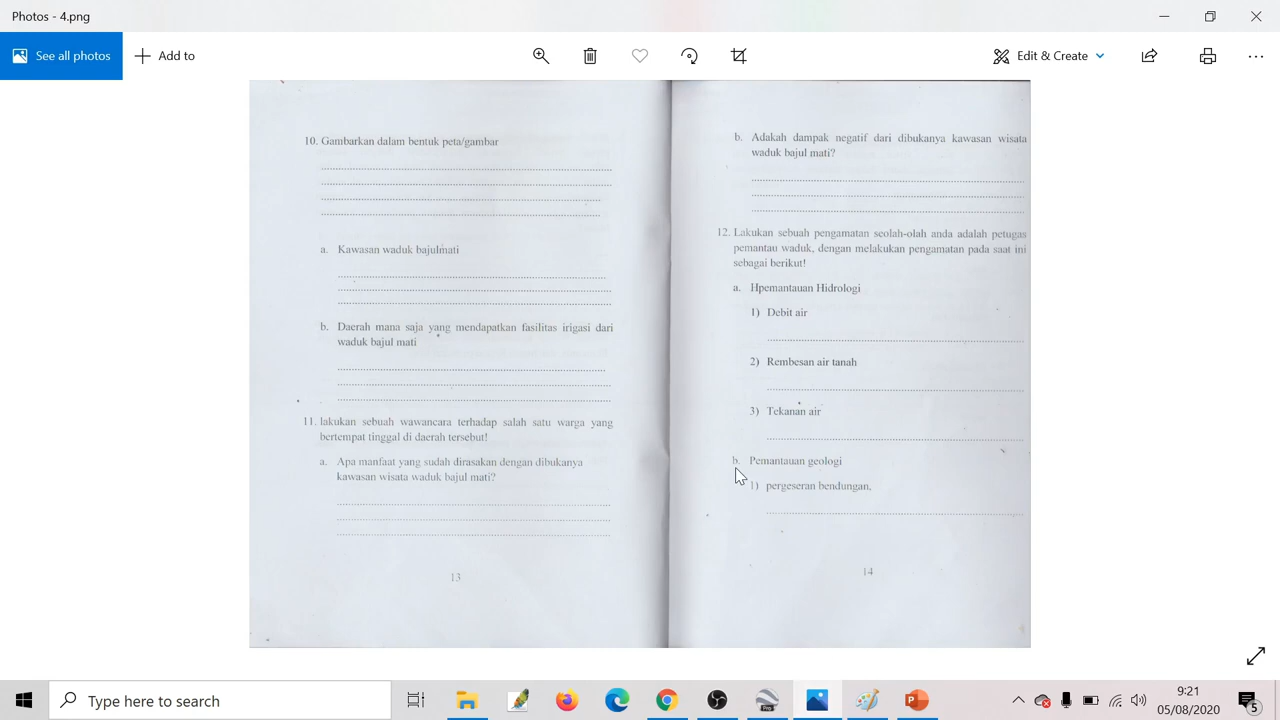 Photos - 4.png
See all photos
Add to
Edit & Create
10. Gambarkan dalam bentuk peta/gambar
a. Kawasan waduk bajulmati
b. Daerah mana saja yang mendapatkan fasilitas irigasi dari
waduk bajul mati
11. lakukan sebuah wawancara terhadap salah satu warga yang
bertempat tinggal di daerah tersebut!
a. Apa manfaat yang sudah dirasakan dengan dibukanya
kawasan wisata waduk bajul mati?
13
b. Adakah dampak negatif dari dibukanya kawasan wisata
waduk bajul mati?
12. Lakukan sebuah pengamatan seolah-olah anda adalah petugas
pemantau waduk, dengan melakukan pengamatan pada saat ini
sebagai berikut!
a. Hpemantauan Hidrologi
1) Debit air
2) Rembesan air tanah
3) Tekanan air
b. Pemantauan geologi
1) pergeseran bendungan,
14
Type here to search
Pro
9:21
05/08/2020
5